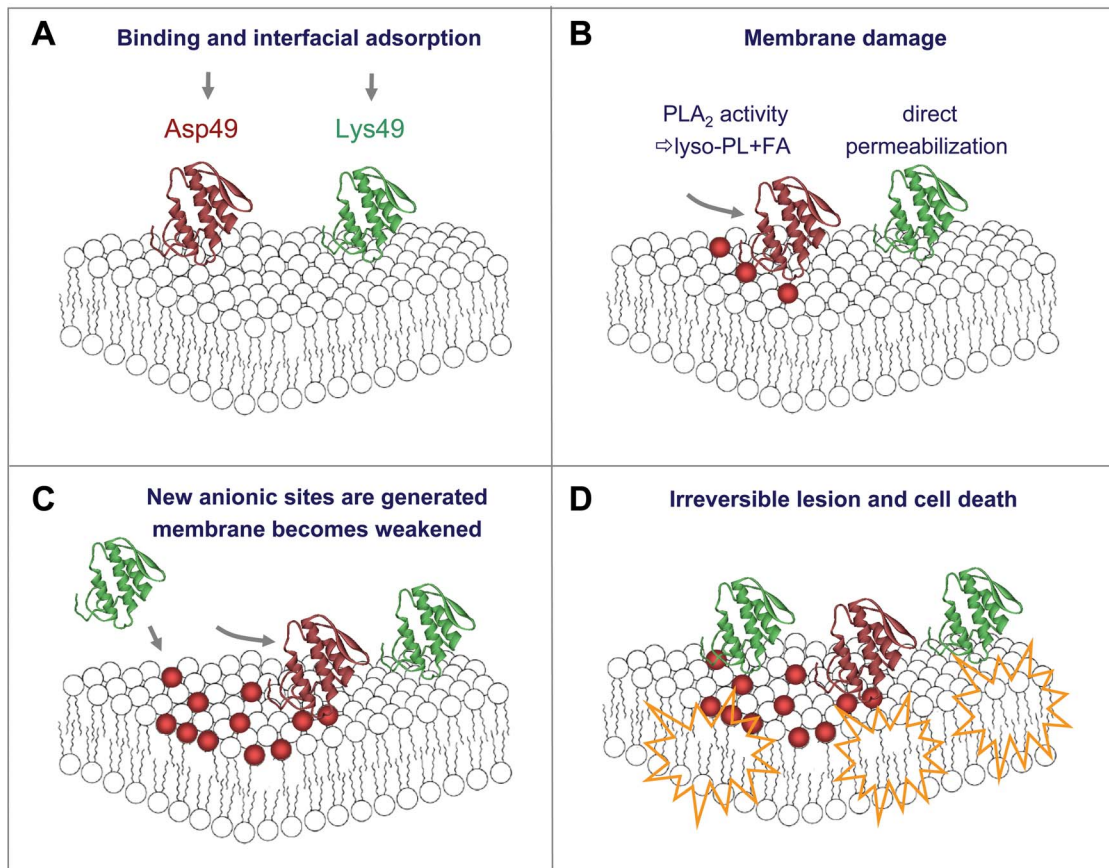 A
Binding and interfacial adsorption
Asp49
Lys49
B
Membrane damage
PLA₂ activity
⇨lyso-PL+FA
direct
permeabilization
C
New anionic sites are generated
membrane becomes weakened
D
Irreversible lesion and cell death